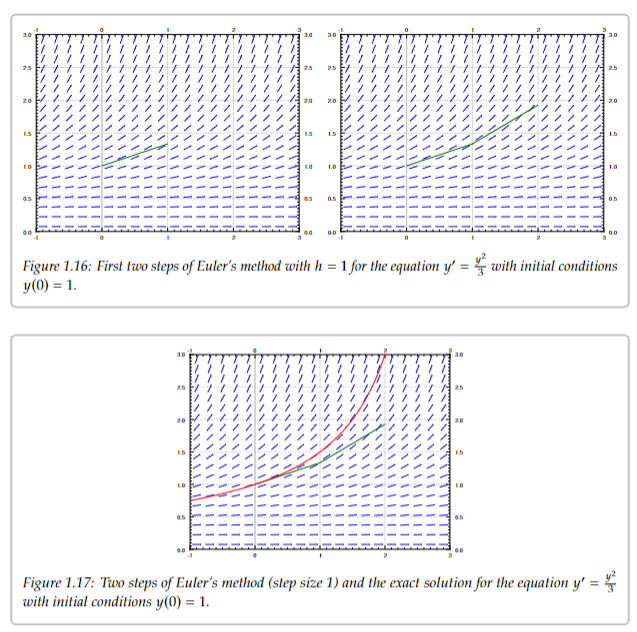 -1 0 1 2 3 -1 0 1 2 3
3.0 3.0 3.0 3.0
2.5 2.5 2.5 2.5
2.0 2.0 2.0 2.0
1.5 1.5 1.5 1.5
1.0 1.0 1.0 1.0
0.5 0.5 0.5 0.5
0.0 0.0 0.0 0.0
-1 0 1 2 3 -1 0 1 2 3
Figure 1.16: First two steps of Euler's method with h = 1 for the equation y′ = y²/3 with initial conditions
y(0) = 1.
-1 0 1 2 3
3.0 3.0
2.5 2.5
2.0 2.0
1.5 1.5
1.0 1.0
0.5 0.5
0.0 0.0
-1 0 1 2 3
Figure 1.17: Two steps of Euler's method (step size 1) and the exact solution for the equation y′ = y²/3
with initial conditions y(0) = 1.